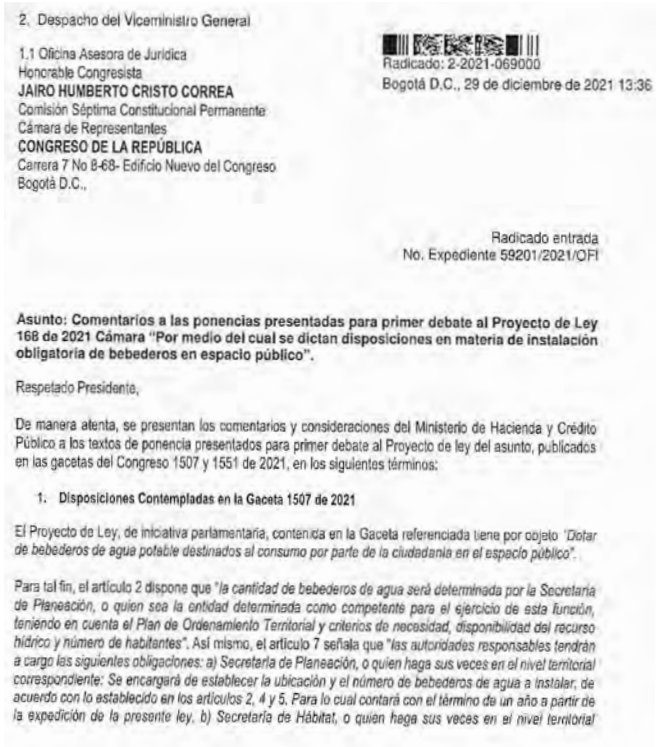 2. Despacho del Viceministro General
1.1 Oficina Asesora de Jurídica
Honorable Congresista
JAIRO HUMBERTO CRISTO CORREA
Comisión Séptima Constitucional Permanente
Cámara de Representantes
CONGRESO DE LA REPÚBLICA
Carrera 7 No 8-68- Edificio Nuevo del Congreso
Bogotá D.C.,
Radicado: 2-2021-069000
Bogotá D.C., 29 de diciembre de 2021 13:36
Radicado entrada
No. Expediente 59201/2021/OFI
Asunto: Comentarios a las ponencias presentadas para primer debate al Proyecto de Ley
168 de 2021 Cámara "Por medio del cual se dictan disposiciones en materia de instalación
obligatoria de bebederos en espacio público".
Respetado Presidente,
De manera atenta, se presentan los comentarios y consideraciones del Ministerio de Hacienda y Crédito
Público a los textos de ponencia presentados para primer debate al Proyecto de ley del asunto, publicados
en las gacetas del Congreso 1507 y 1551 de 2021, en los siguientes términos:
1. Disposiciones Contempladas en la Gaceta 1507 de 2021
El Proyecto de Ley, de iniciativa parlamentaria, contenida en la Gaceta referenciada tiene por objeto "Dotar
de bebederos de agua potable destinados al consumo por parte de la ciudadanía en el espacio público".
Para tal fin, el artículo 2 dispone que "la cantidad de bebederos de agua será determinada por la Secretaría
de Planeación, o quien sea la entidad determinada como competente para el ejercicio de esta función,
teniendo en cuenta el Plan de Ordenamiento Territorial y criterios de necesidad, disponibilidad del recurso
hídrico y número de habitantes". Así mismo, el artículo 7 señala que "las autoridades responsables tendrán
a cargo las siguientes obligaciones: a) Secretaría de Planeación, o quien haga sus veces en el nivel territorial
correspondiente: Se encargará de establecer la ubicación y el número de bebederos de agua a instalar, de
acuerdo con lo establecido en los artículos 2, 4 y 5. Para lo cual contará con el término de un año a partir de
la expedición de la presente ley. b) Secretaría de Hábitat, o quien haga sus veces en el nivel territorial